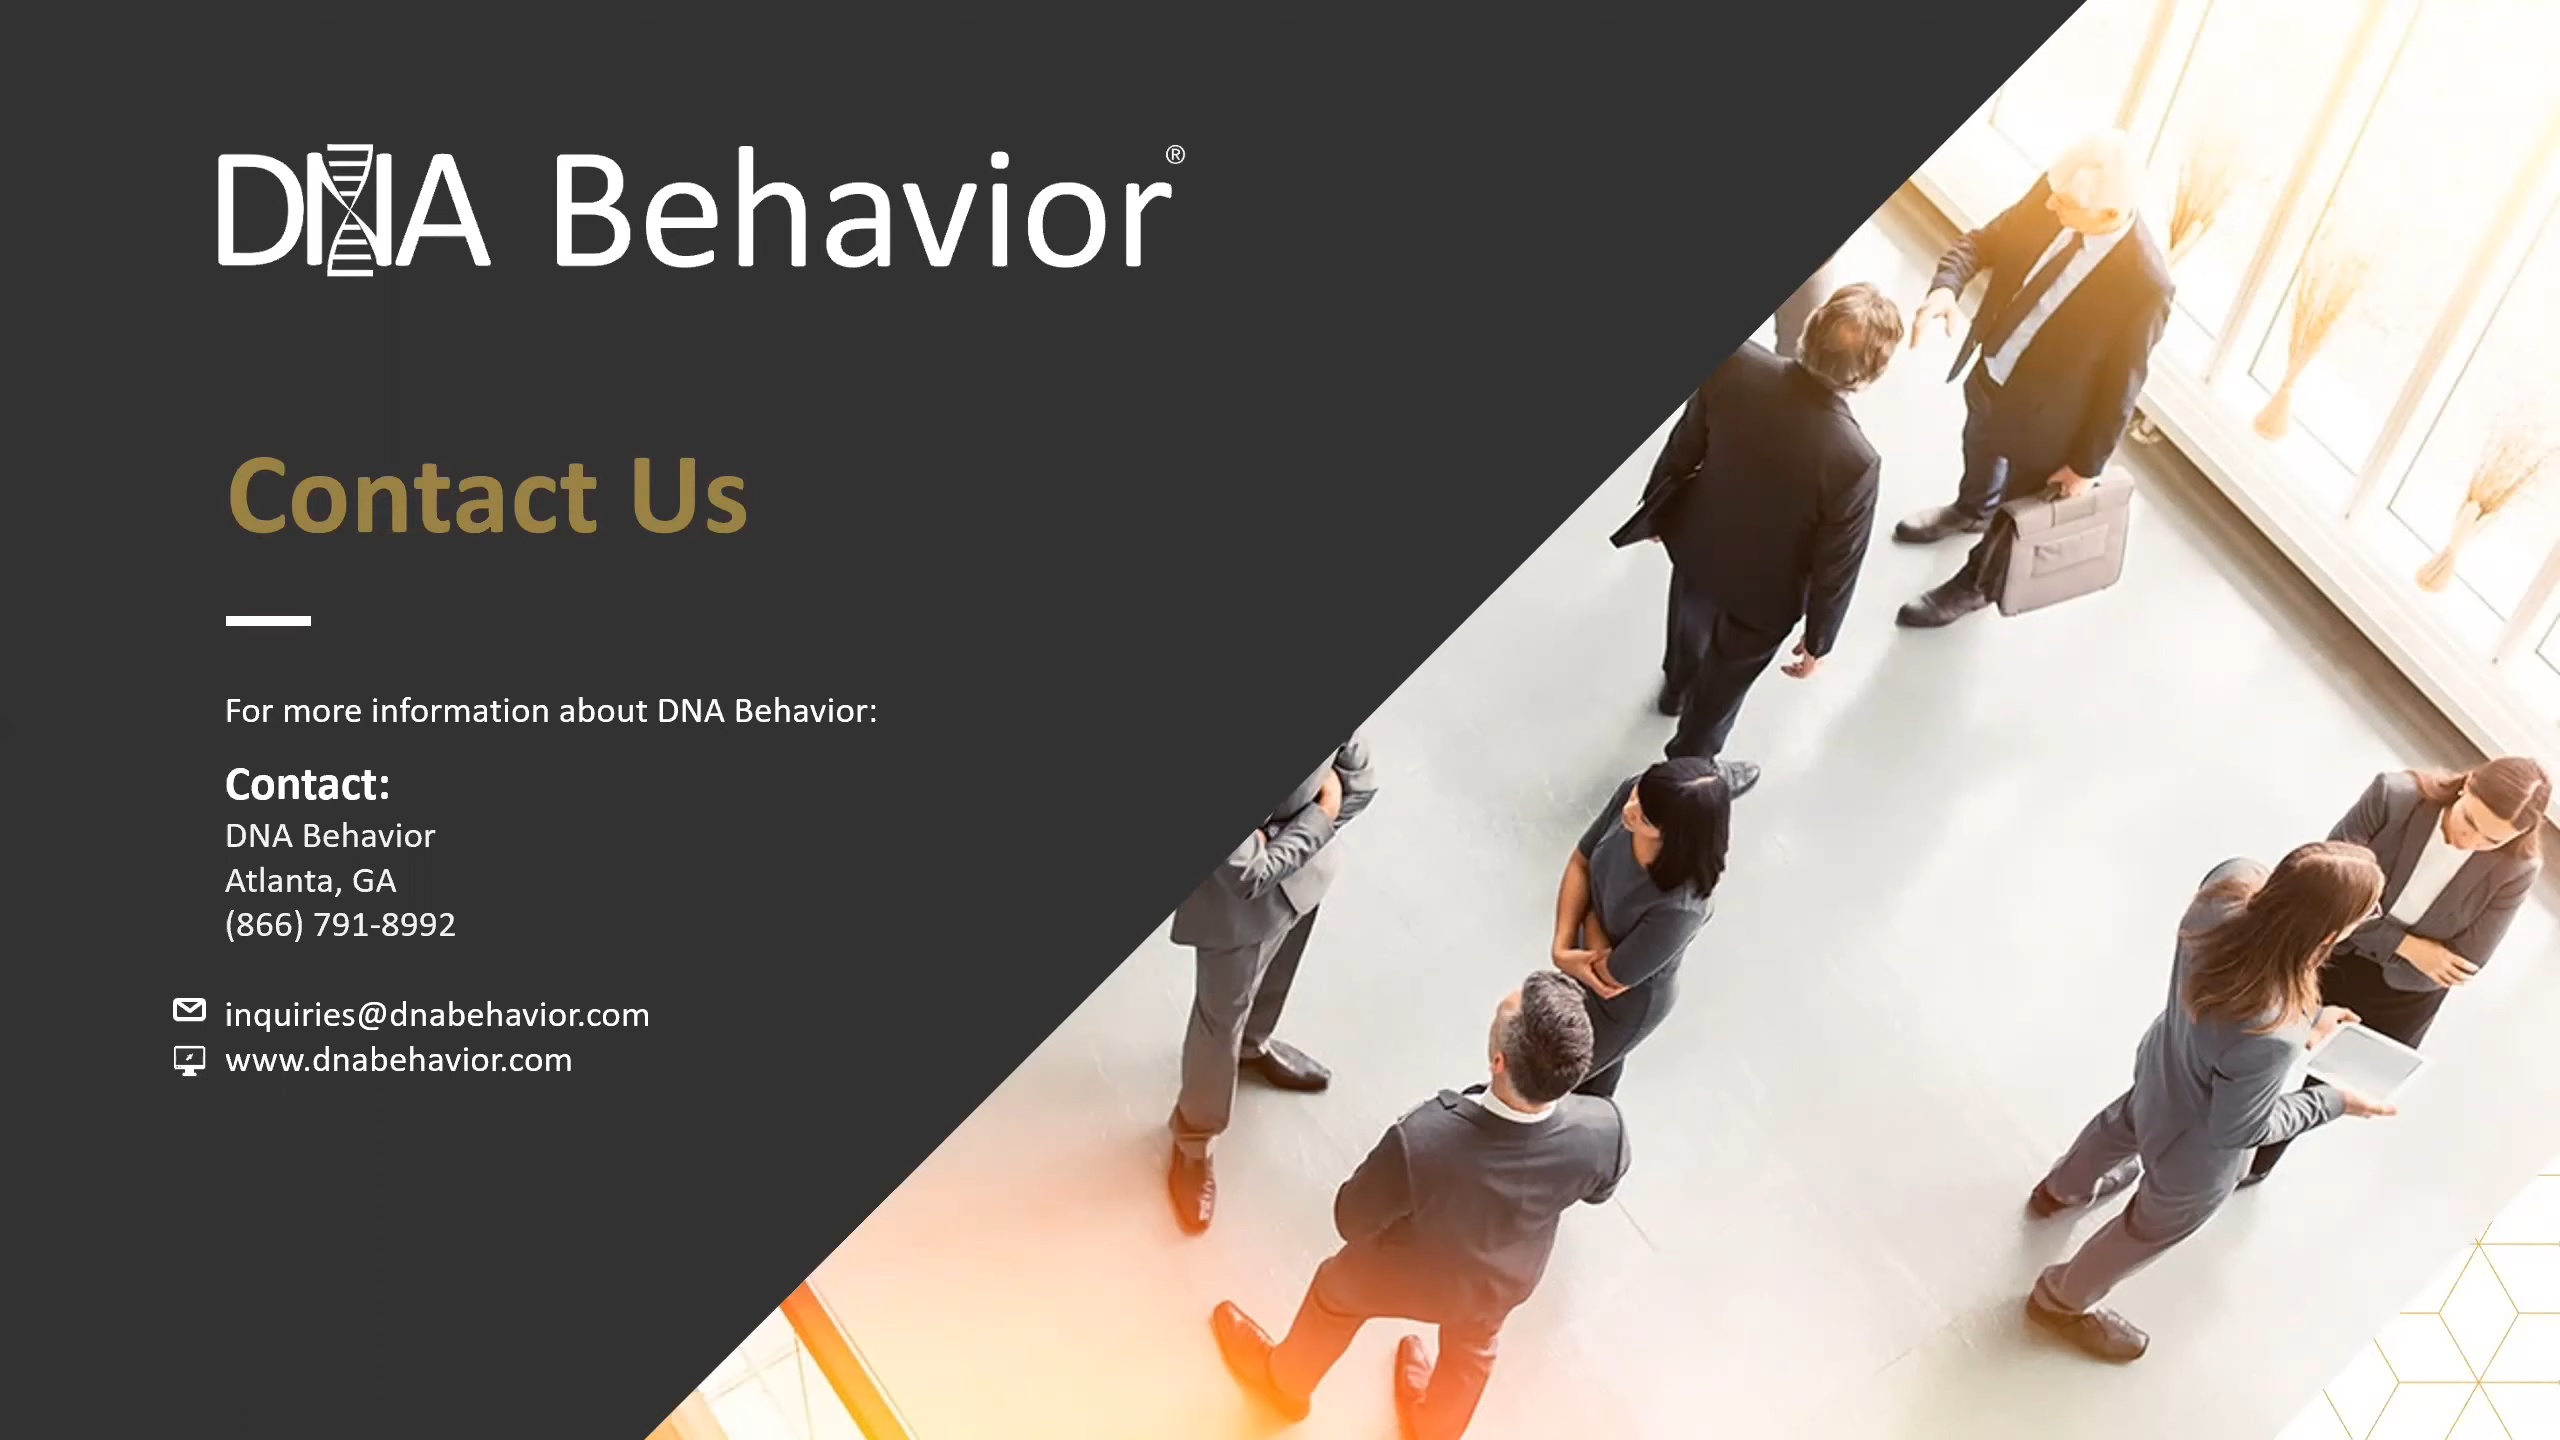 DNA Behavior®
Contact Us
For more information about DNA Behavior:
Contact:
DNA Behavior
Atlanta, GA
(866) 791-8992
inquiries@dnabehavior.com
www.dnabehavior.com